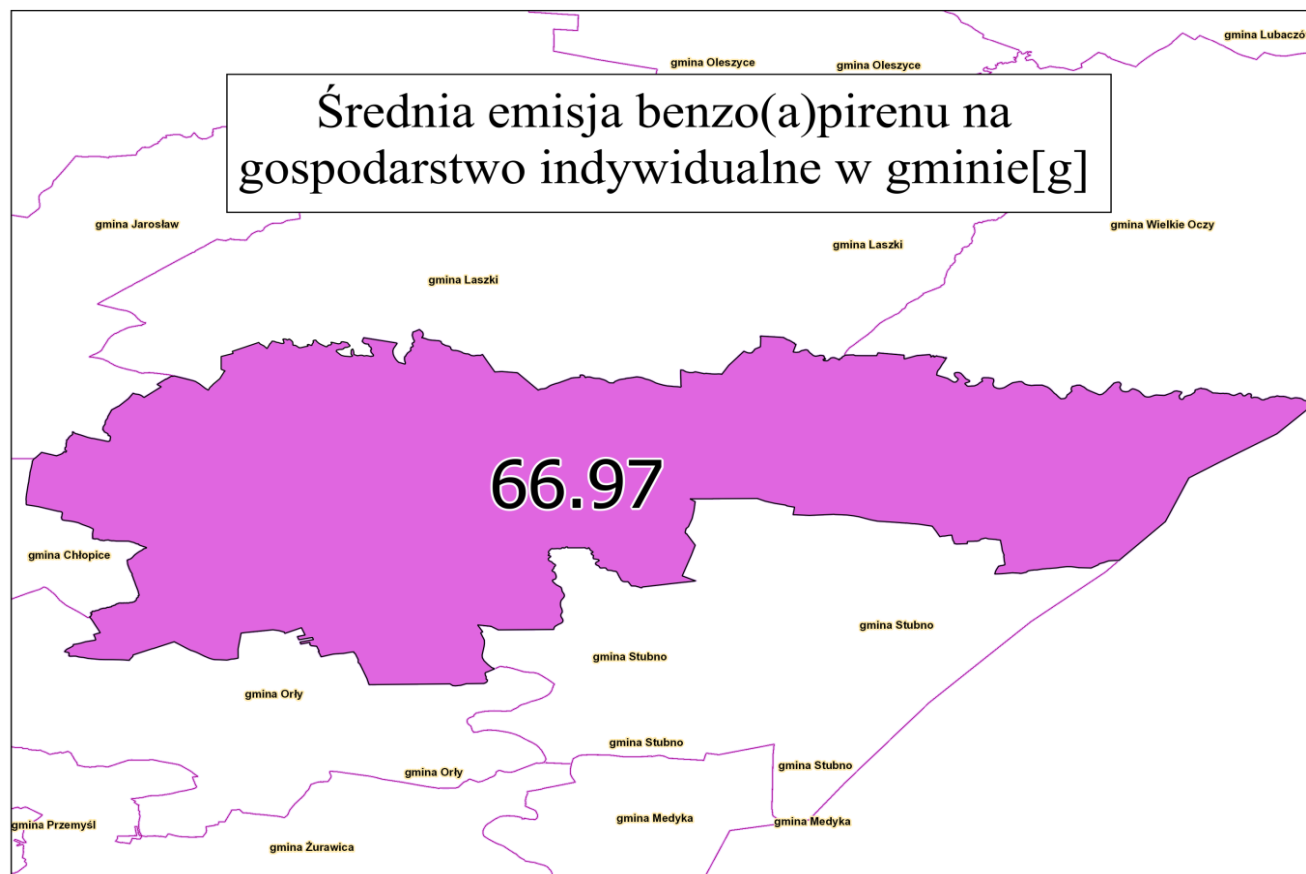 gmina Lubaczó
gmina Oleszyce
gmina Oleszyce
Średnia emisja benzo(a)pirenu na
gospodarstwo indywidualne w gminie[g]
gmina Jarosław
gmina Wielkie Oczy
gmina Laszki
gmina Laszki
66.97
gmina Chłopice
gmina Stubno
gmina Stubno
gmina Orły
gmina Stubno
gmina Stubno
gmina Orły
gmina Przemyśl
gmina Medyka
gmina Medyka
gmina Żurawica